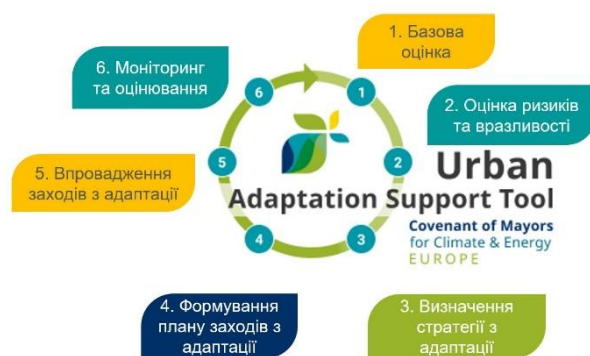 1. Базова
оцінка
6. Моніторинг
та оцінювання
6
1
2. Оцінка ризиків
та вразливості
5
2
Urban
5. Впровадження
заходів з адаптації
Adaptation Support Tool
Covenant of Mayors
for Climate & Energy
EUROPE
4
3
4. Формування
плану заходів з
адаптації
3. Визначення
стратегії з
адаптації